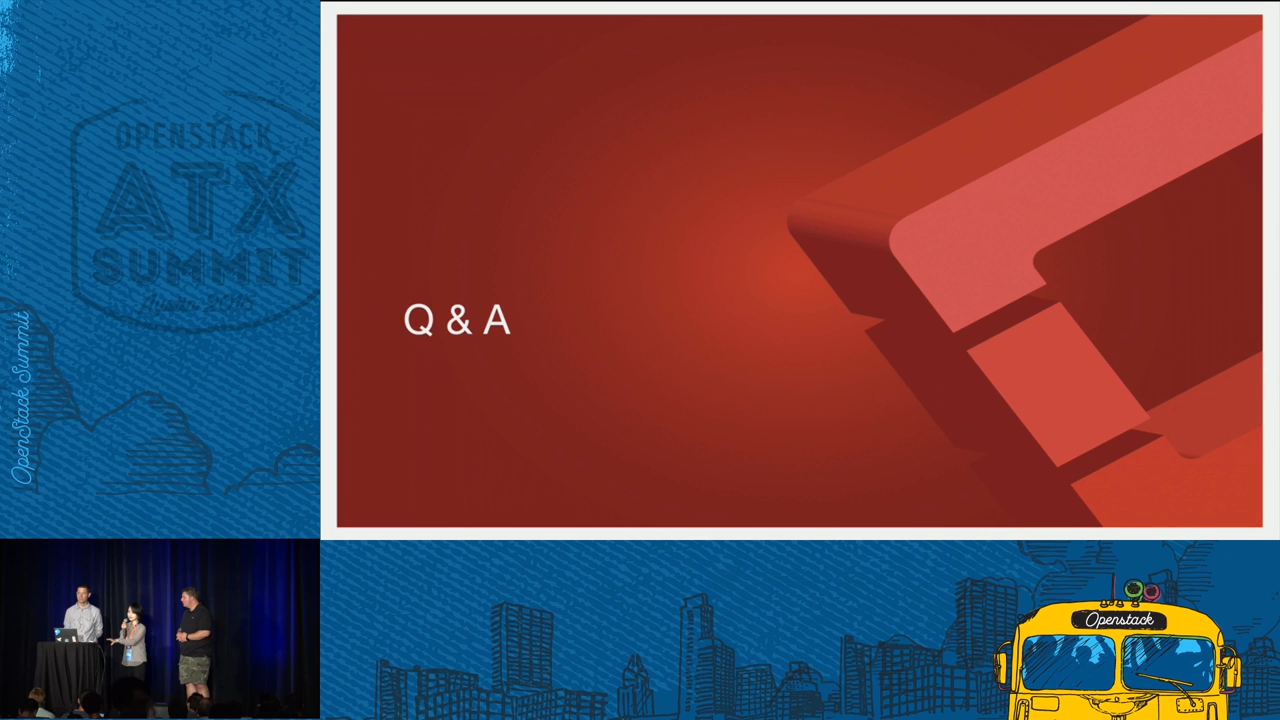 OPENSTACK
ATX
SUMMIT
Austin 2016
OpenStack Summit
Q & A
Openstack